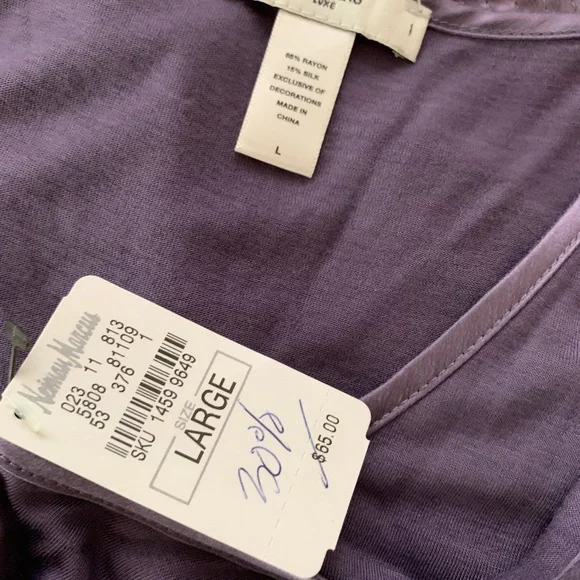 LUXE
L
85% RAYON
15% SILK
EXCLUSIVE OF
DECORATIONS
MADE IN
CHINA
L
Neiman Marcus
023 11 813
5808 81109
53 376 1
SKU 1459 9649
SIZE
LARGE
30%
$65.00